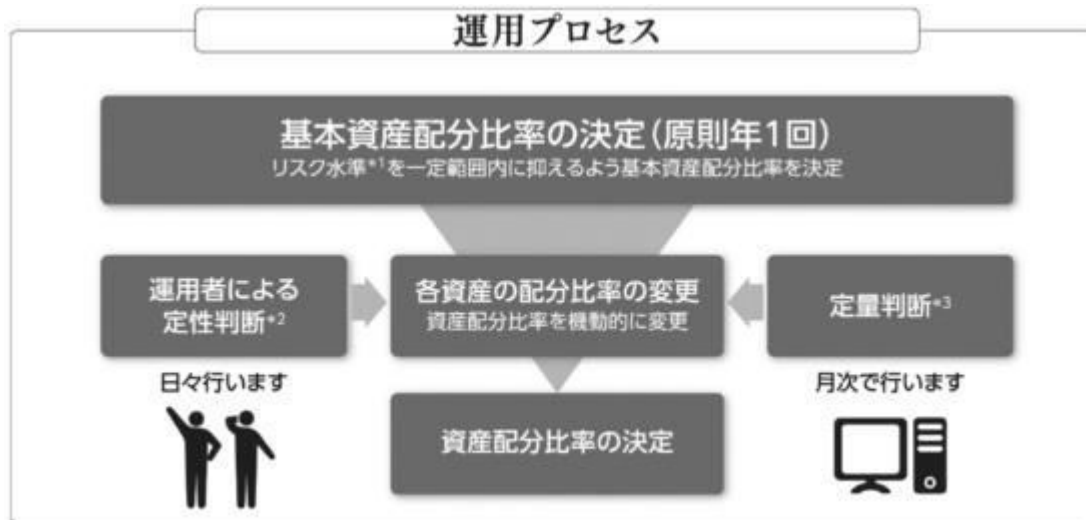 運用プロセス
基本資産配分比率の決定(原則年1回)
リスク水準*1を一定範囲内に抑えるよう基本資産配分比率を決定
運用者による
定性判断*2
日々行います
各資産の配分比率の変更
資産配分比率を機動的に変更
定量判断*3
月次で行います
資産配分比率の決定